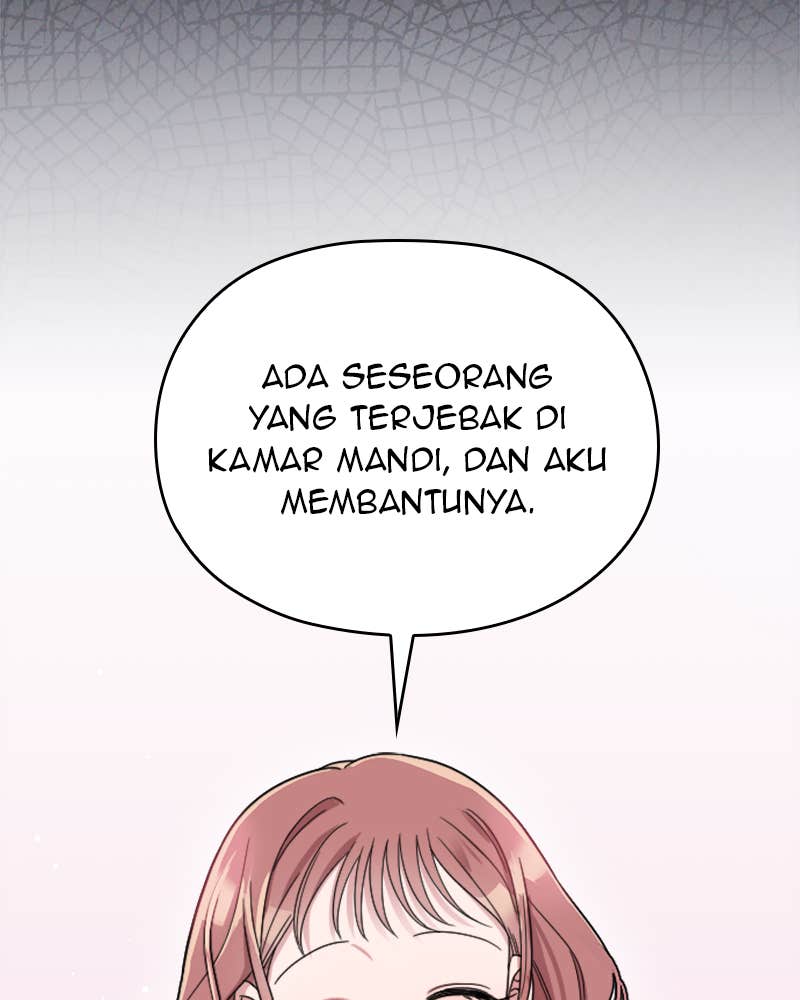 ADA SESEORANG
YANG TERJEBAK DI
KAMAR MANDI, DAN AKU
MEMBANTUNYA.